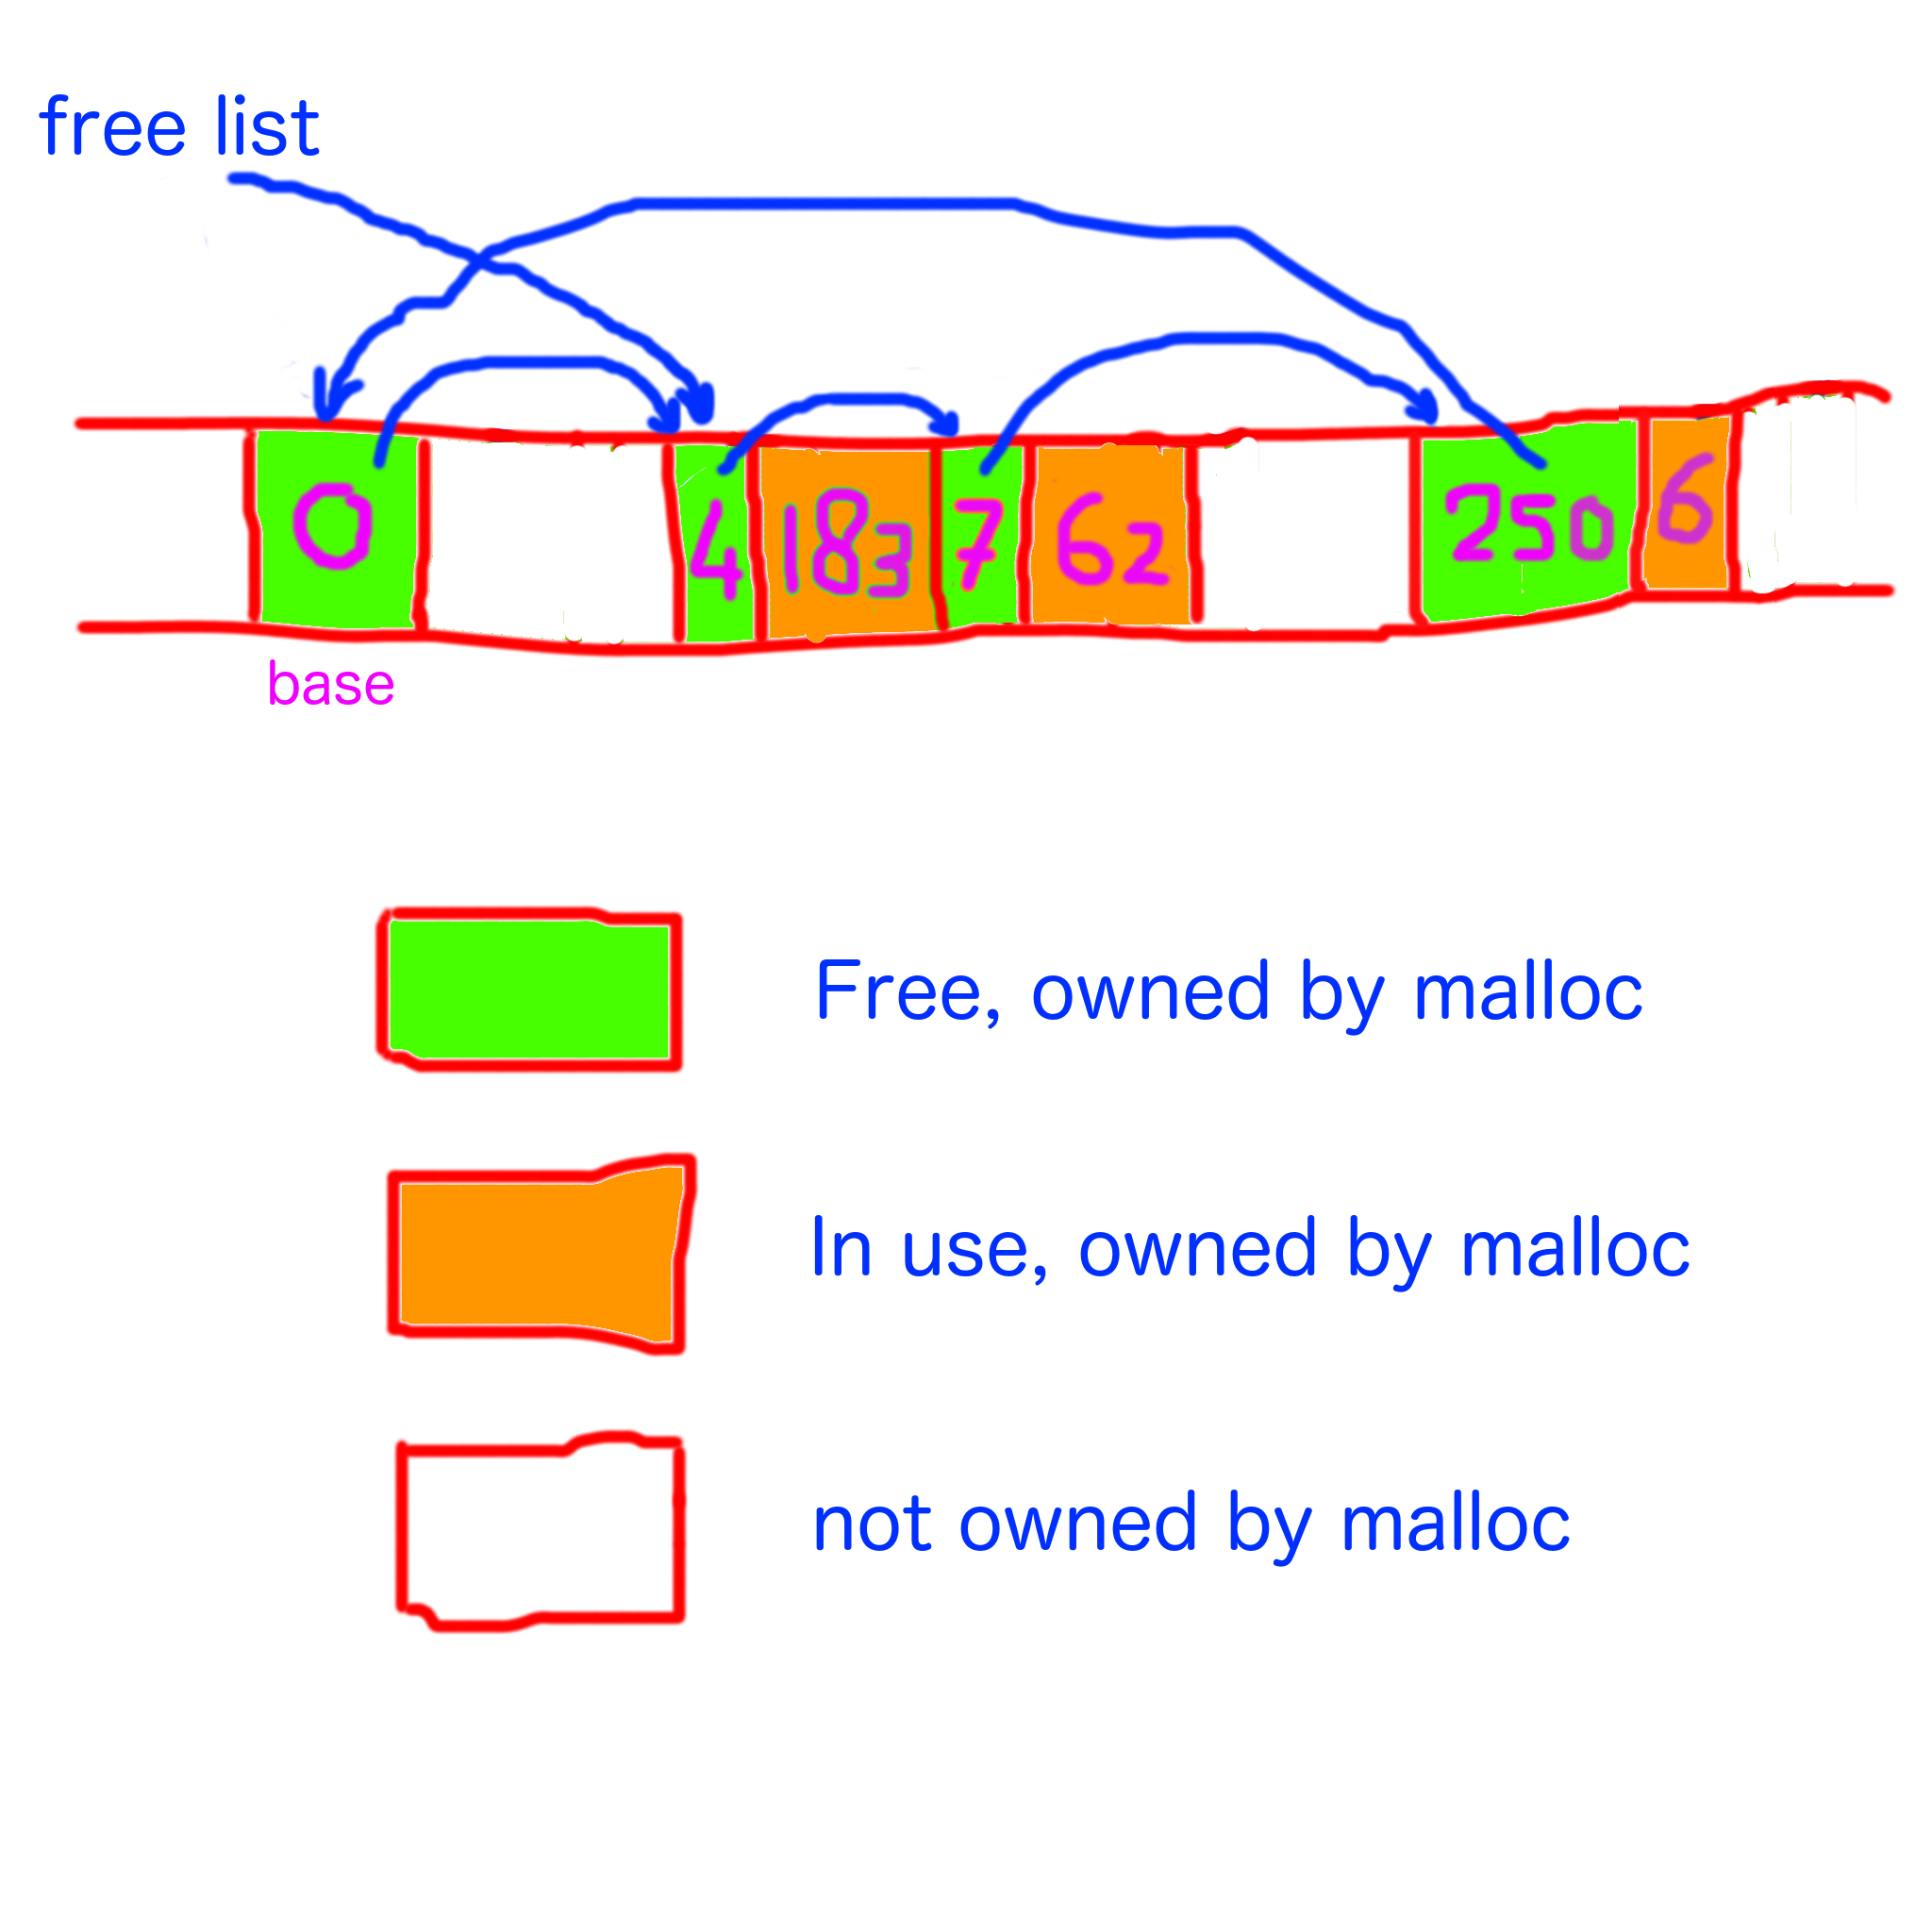 free list
0 4 183 7 62 250 6
base
Free, owned by malloc
In use, owned by malloc
not owned by malloc